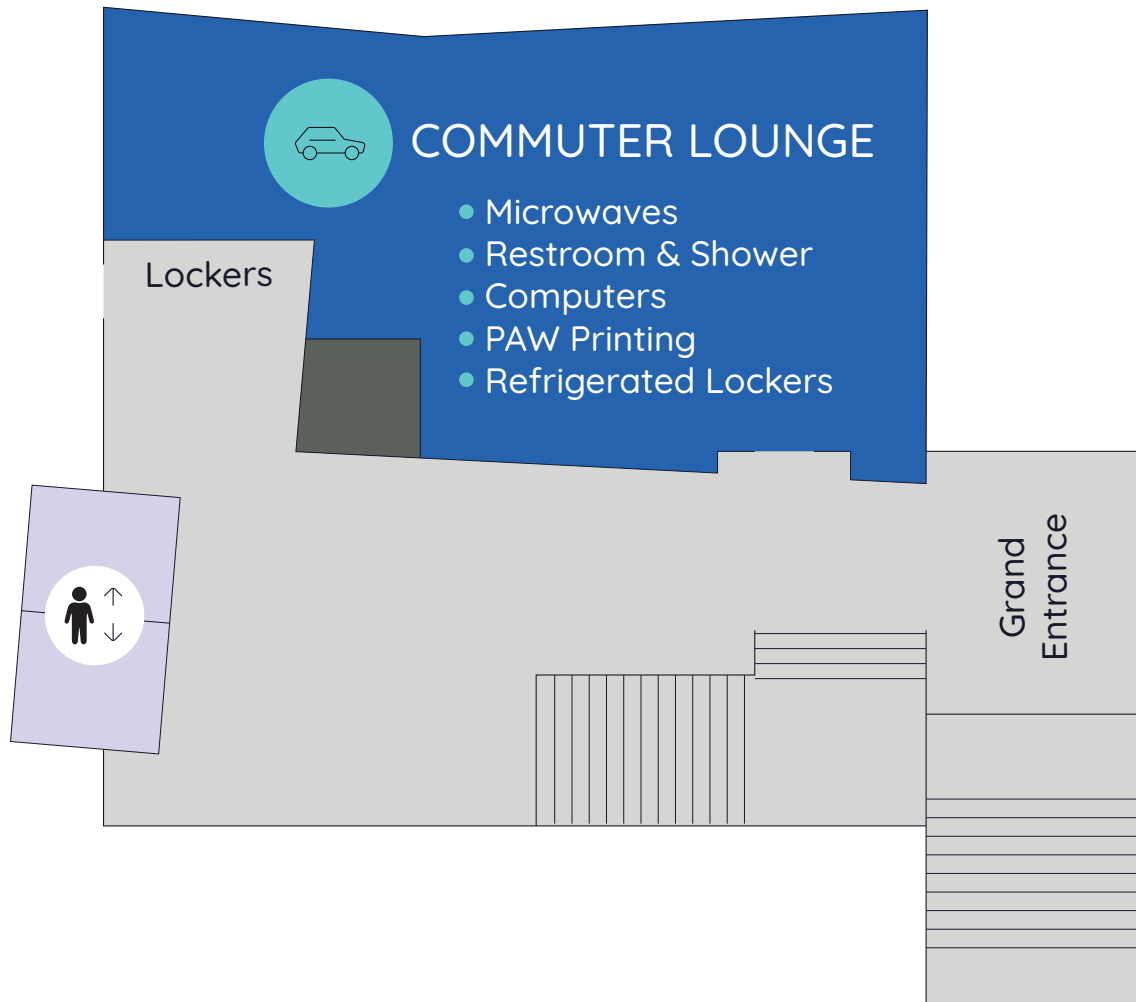 COMMUTER LOUNGE
Microwaves
Restroom & Shower
Computers
PAW Printing
Refrigerated Lockers
Lockers
Grand
Entrance